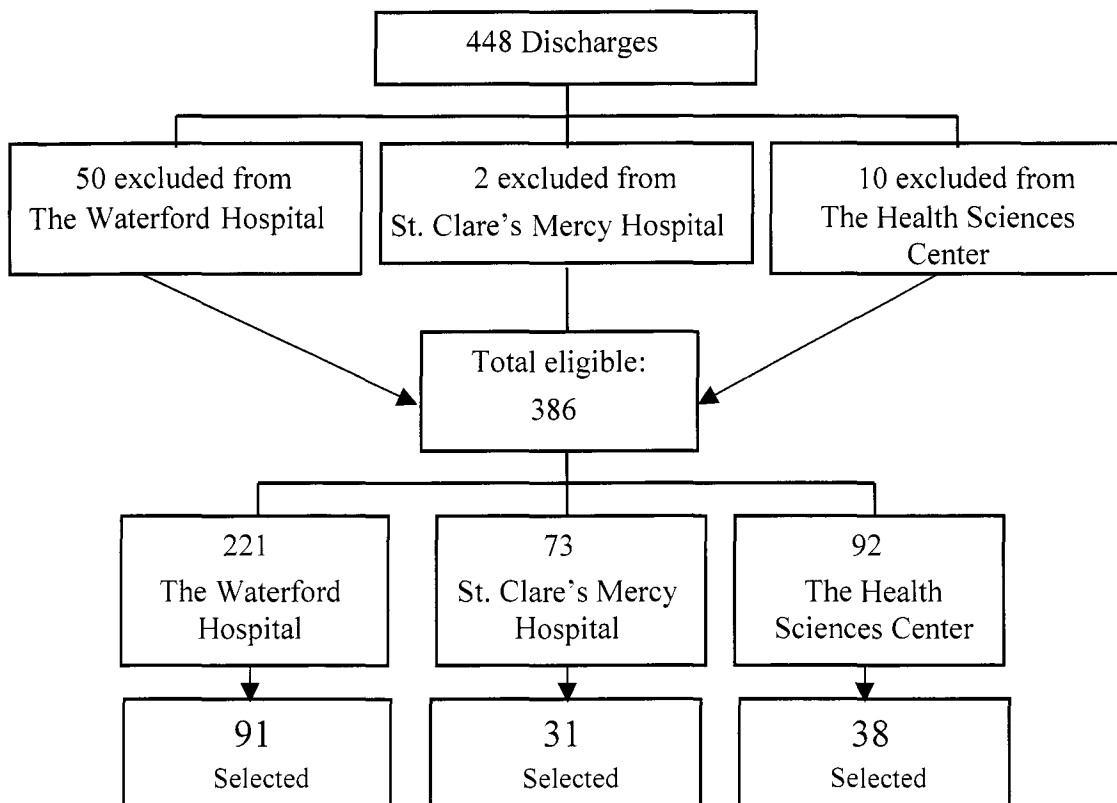 448 Discharges
50 excluded from
The Waterford Hospital
2 excluded from
St. Clare's Mercy Hospital
10 excluded from
The Health Sciences
Center
Total eligible:
386
221
The Waterford
Hospital
73
St. Clare's Mercy
Hospital
92
The Health
Sciences Center
91
Selected
31
Selected
38
Selected